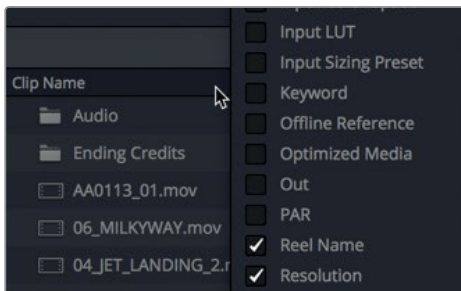 Input LUT
Input Sizing Preset
Clip Name
Keyword
Audio
Offline Reference
Ending Credits
Optimized Media
AA0113_01.mov
Out
PAR
06_MILKYWAY.mov
Reel Name
04_JET_LANDING_2.
Resolution